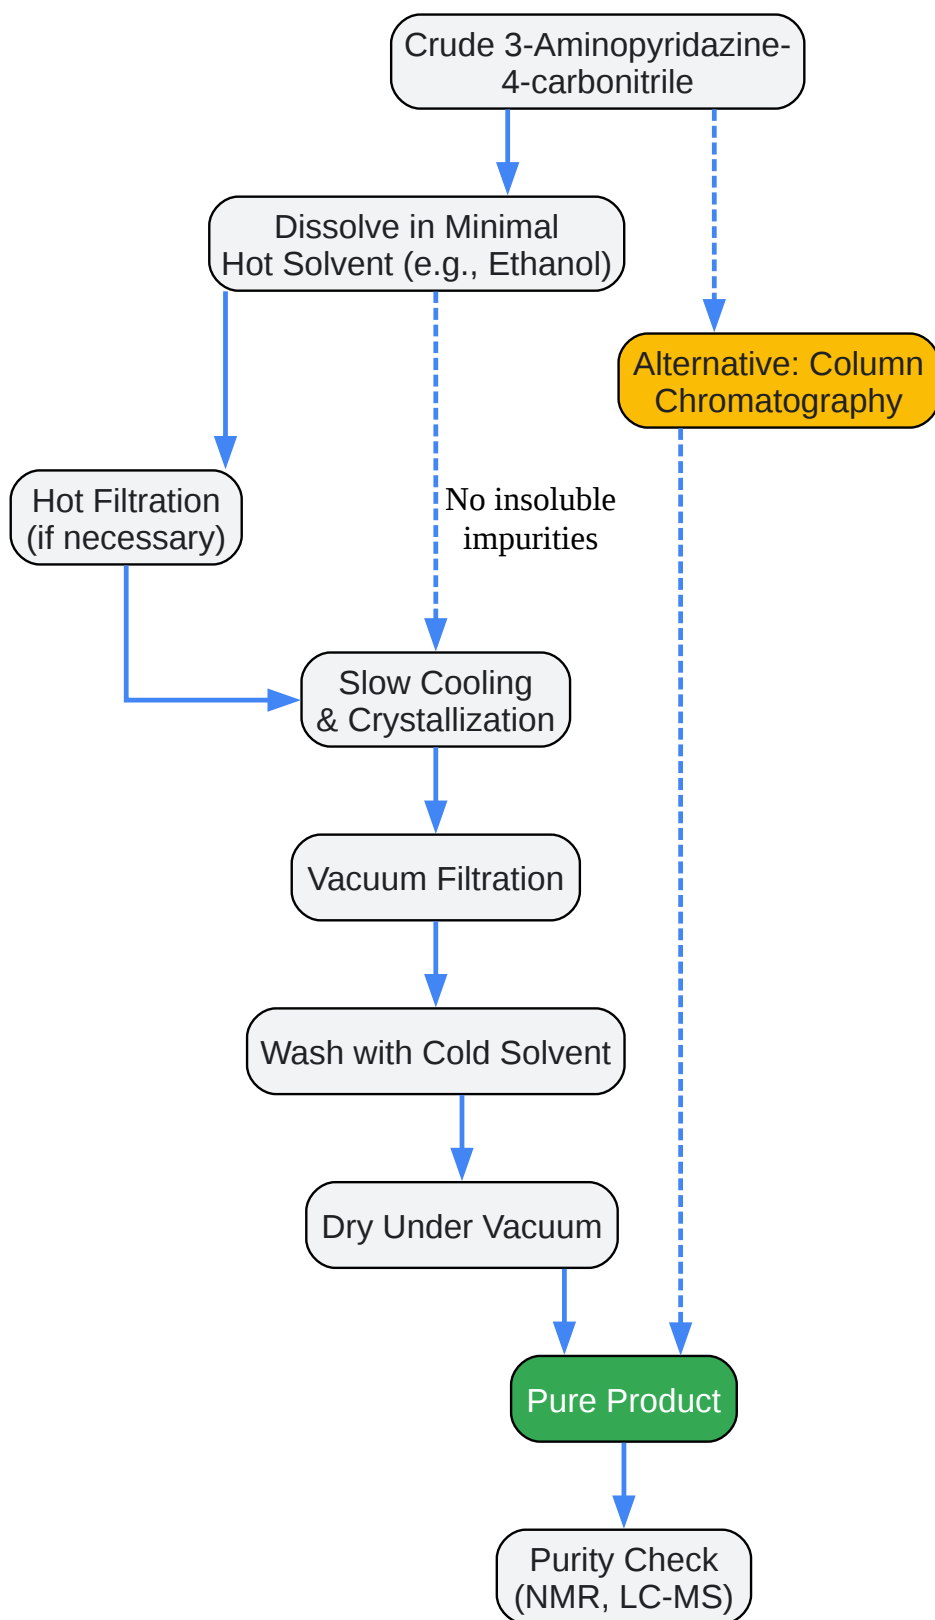 Crude 3-Aminopyridazine-
4-carbonitrile
Dissolve in Minimal
Hot Solvent (e.g., Ethanol)
Alternative: Column
Chromatography
Hot Filtration
(if necessary)
No insoluble
impurities
Slow Cooling
& Crystallization
Vacuum Filtration
Wash with Cold Solvent
Dry Under Vacuum
Pure Product
Purity Check
(NMR, LC-MS)